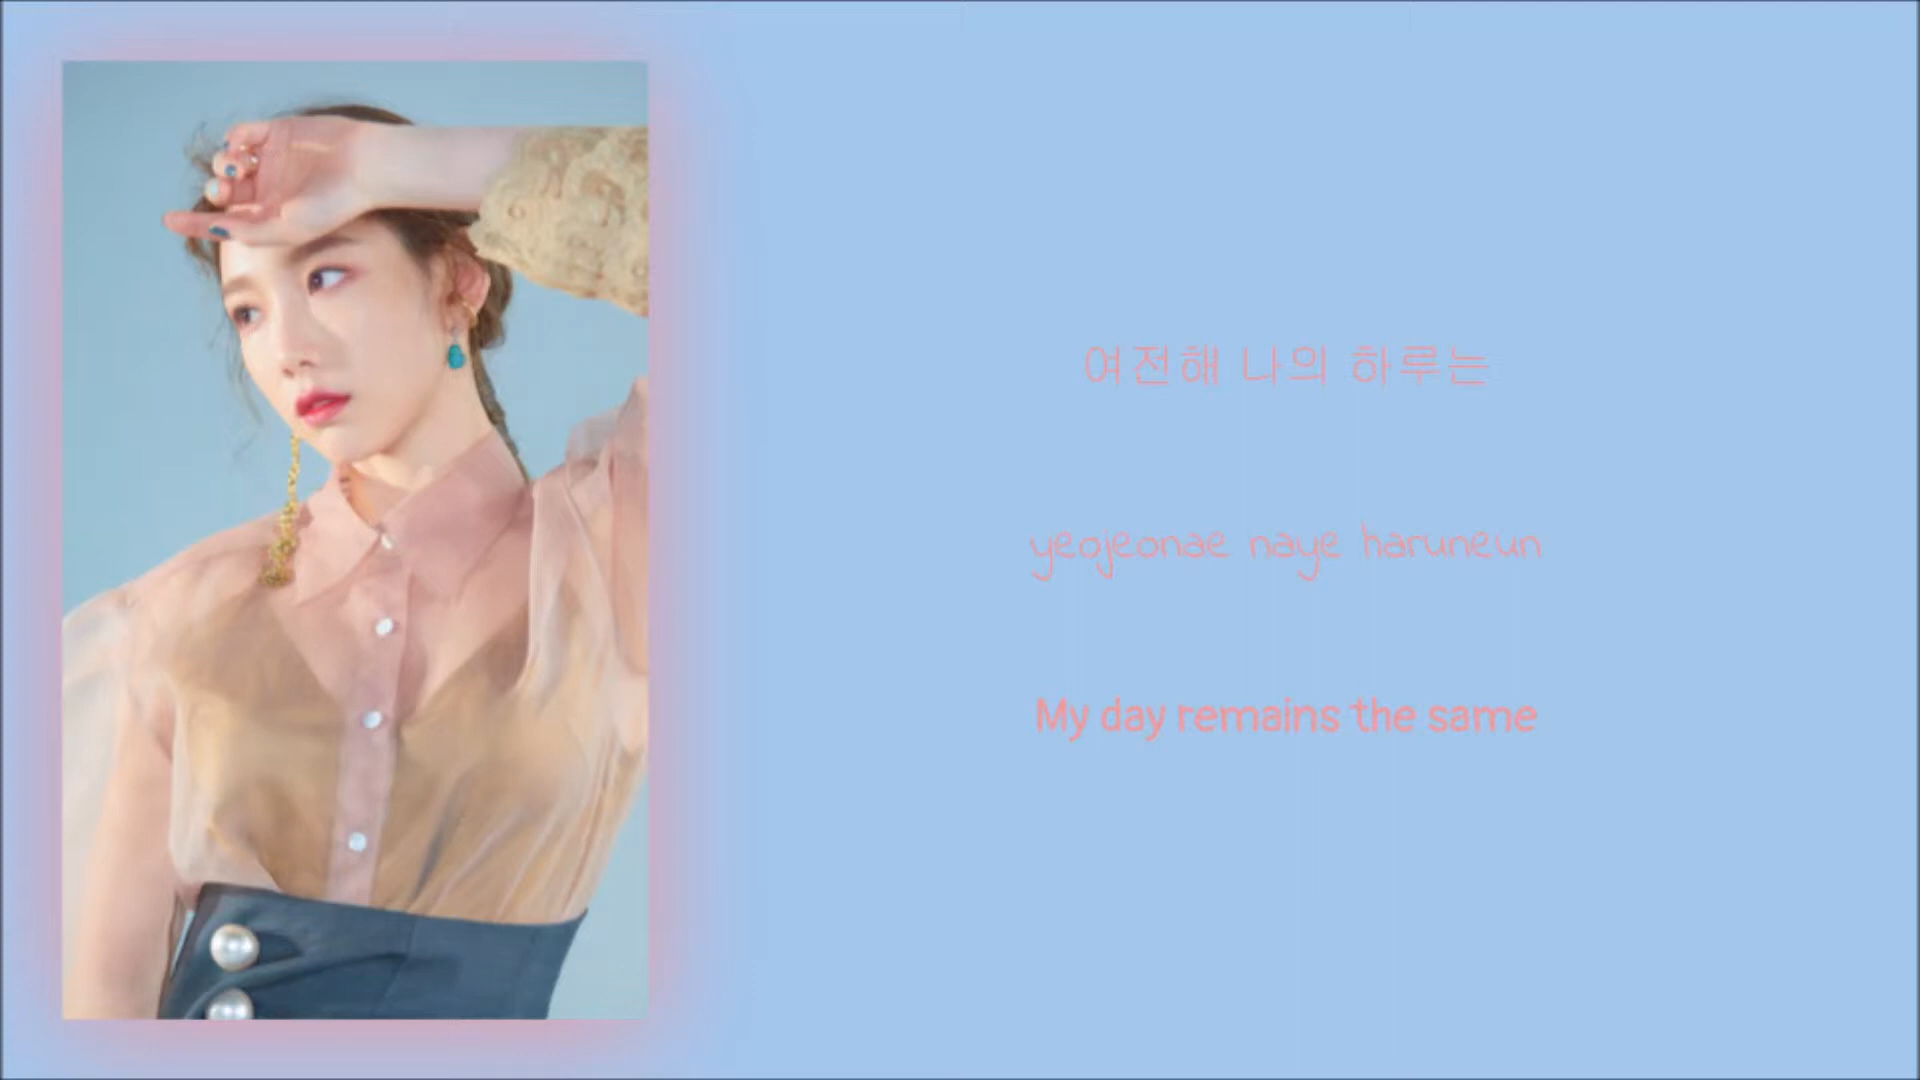 여전해 나의 하루는
yeojeonae naye haruneun
My day remains the same